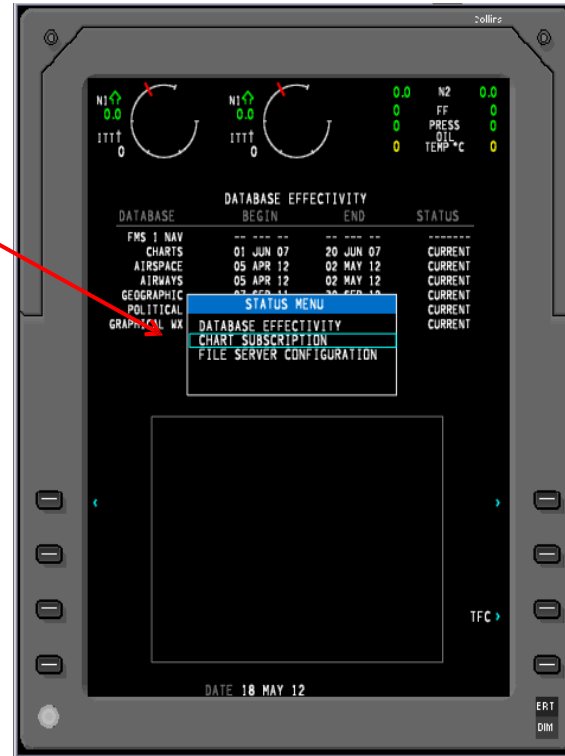 Collins
N1 N1 0.0 N2 0.0
0.0 0.0 0 FF 0
0 PRESS 0
ITT ITT OIL
0 0 0 TEMP °C 0
DATABASE EFFECTIVITY
DATABASE BEGIN END STATUS
FMS 1 NAV -- --- -- -- --- -- -------
CHARTS 01 JUN 07 20 JUN 07 CURRENT
AIRSPACE 05 APR 12 02 MAY 12 CURRENT
AIRWAYS 05 APR 12 02 MAY 12 CURRENT
GEOGRAPHIC CURRENT
POLITICAL CURRENT
GRAPHICAL WX CURRENT
STATUS MENU
DATABASE EFFECTIVITY
CHART SUBSCRIPTION
FILE SERVER CONFIGURATION
TFC
DATE 18 MAY 12
ERT
DIM